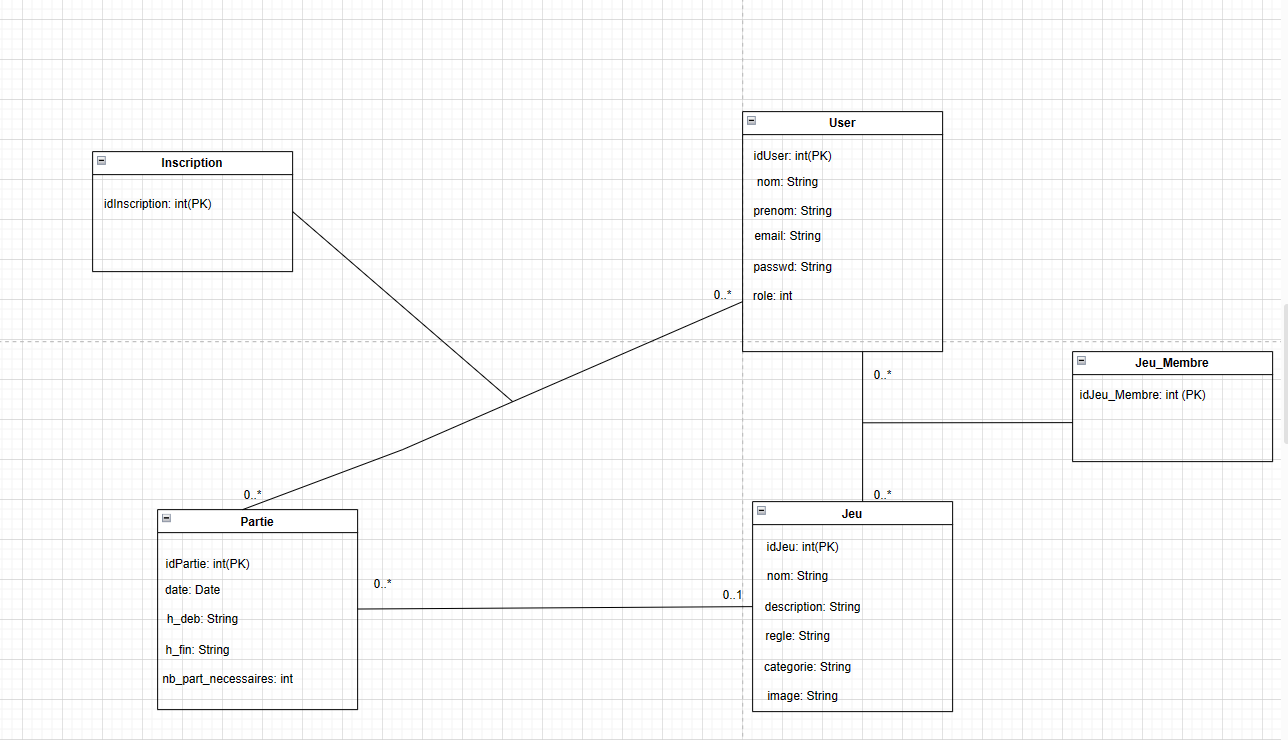 Inscription
idInscription: int(PK)
User
idUser: int(PK)
nom: String
prenom: String
email: String
passwd: String
role: int
0..*
0..*
Jeu_Membre
idJeu_Membre: int (PK)
0..*
0..*
Partie
idPartie: int(PK)
date: Date
h_deb: String
h_fin: String
nb_part_necessaires: int
0..*
0..1
Jeu
idJeu: int(PK)
nom: String
description: String
regle: String
categorie: String
image: String